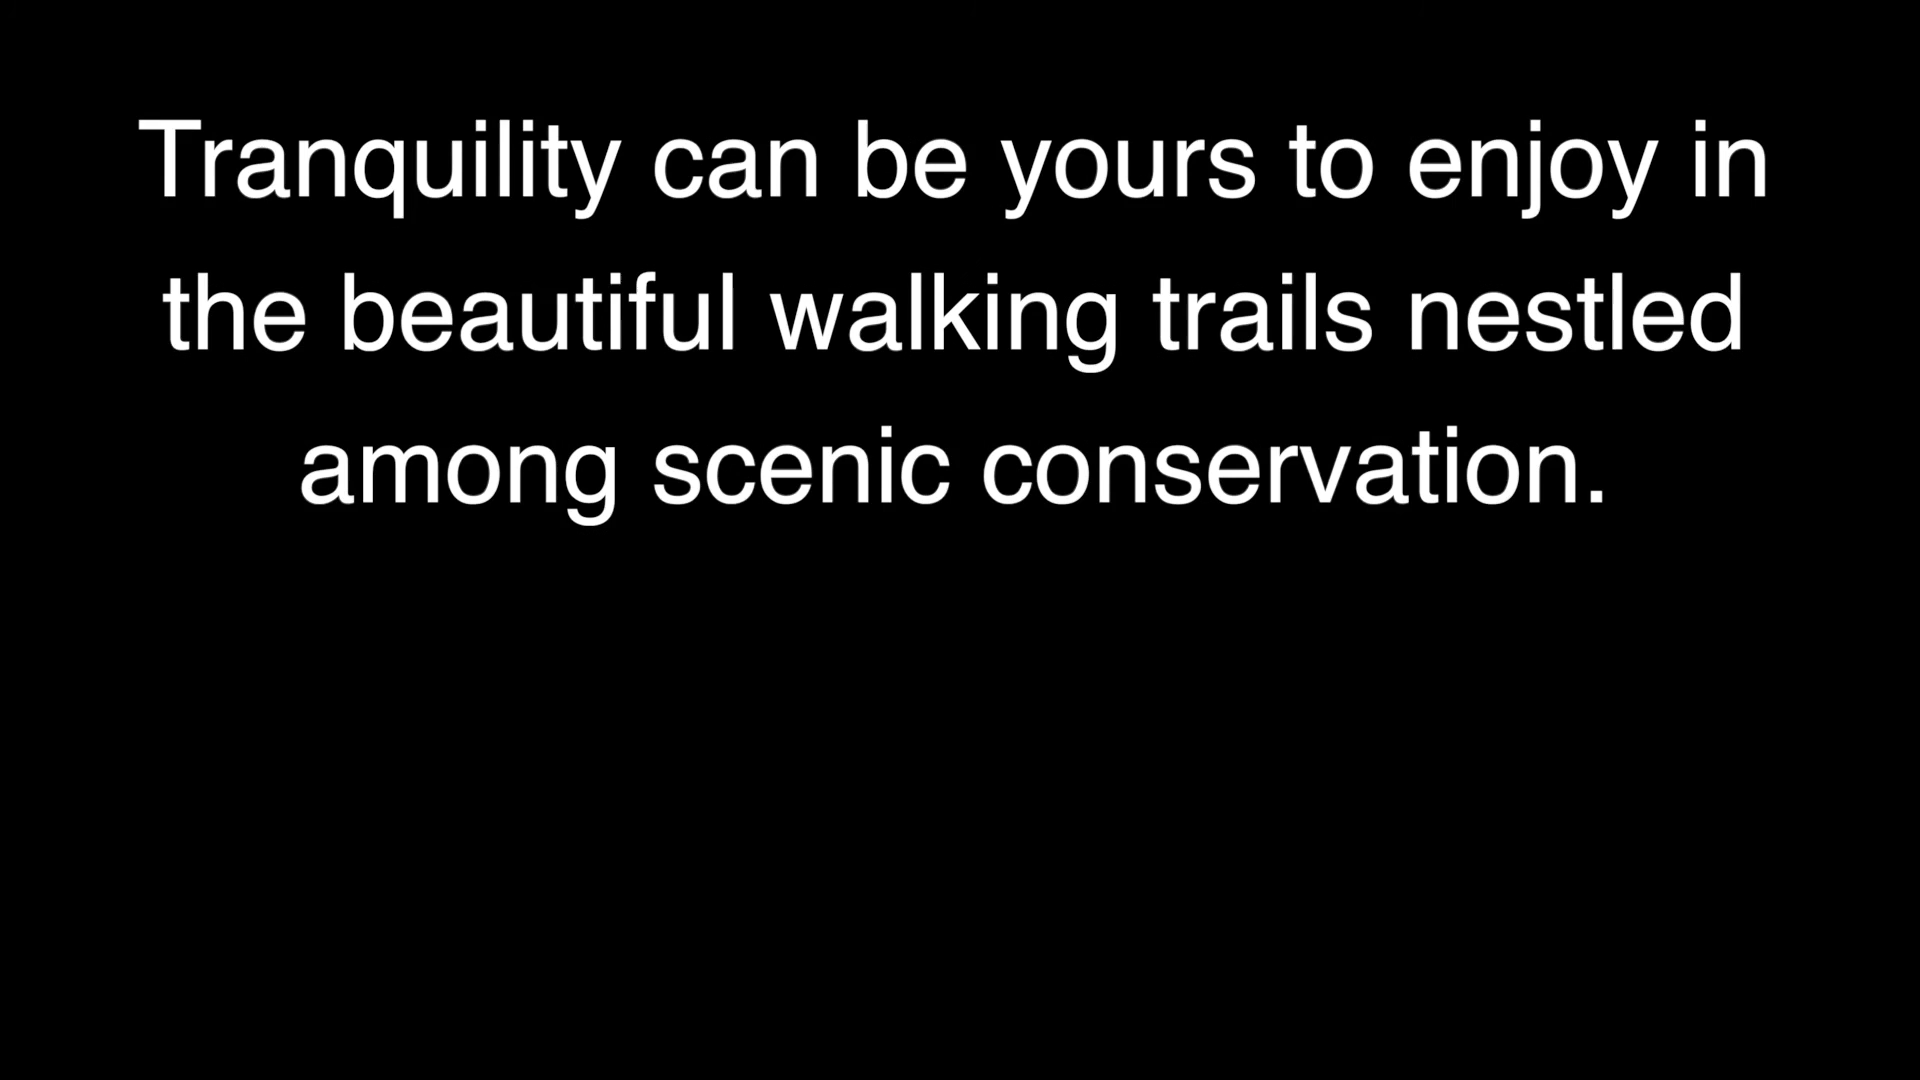 Tranquility can be yours to enjoy in
the beautiful walking trails nestled
among scenic conservation.